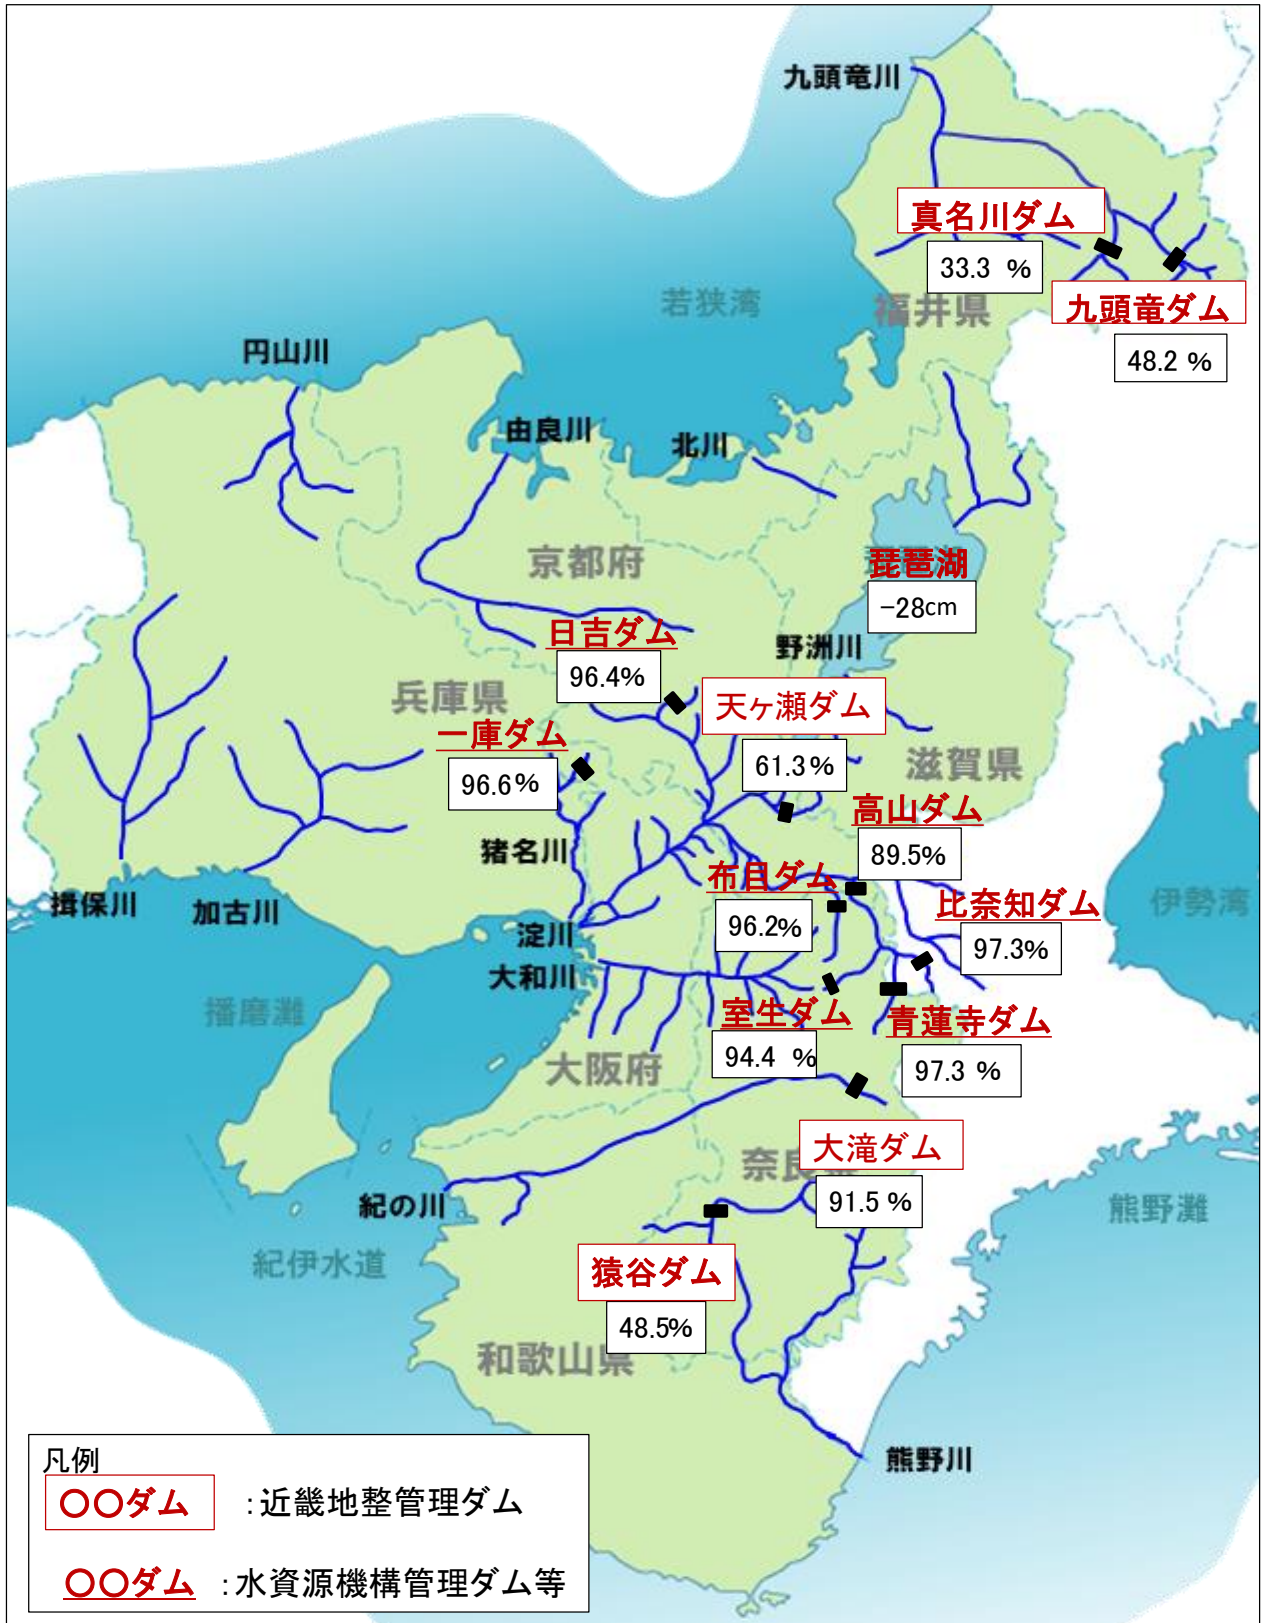 九頭竜川
真名川ダム
33.3 %
若狭湾
福井県
九頭竜ダム
48.2 %
円山川
由良川
北川
京都府
琵琶湖
-28cm
日吉ダム
96.4%
野洲川
兵庫県
天ヶ瀬ダム
61.3%
滋賀県
一庫ダム
96.6%
高山ダム
89.5%
猪名川
布目ダム
96.2%
比奈知ダム
97.3%
伊勢湾
揖保川
加古川
淀川
大和川
播磨灘
室生ダム
94.4 %
青蓮寺ダム
97.3 %
大阪府
大滝ダム
91.5 %
奈良県
紀の川
熊野灘
紀伊水道
猿谷ダム
48.5%
和歌山県
熊野川
凡例
〇〇ダム :近畿地整管理ダム
〇〇ダム :水資源機構管理ダム等